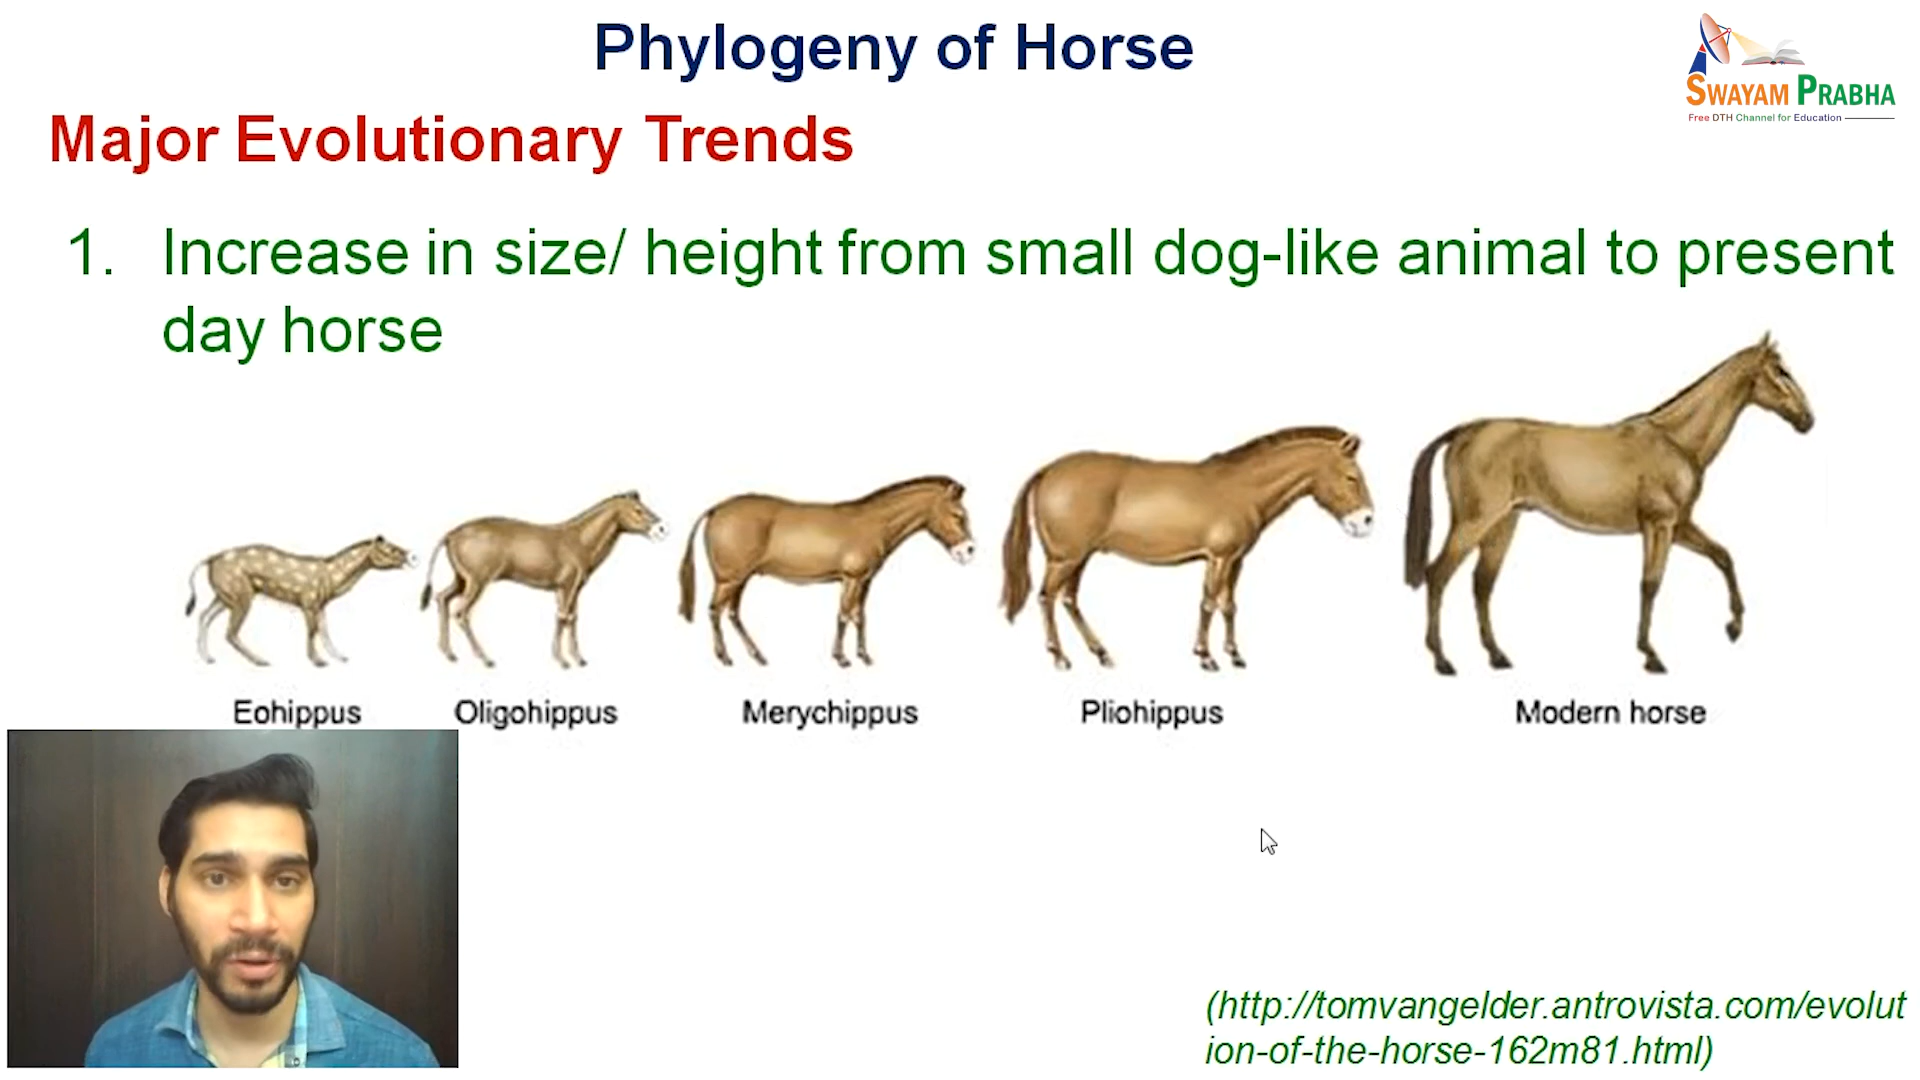 Phylogeny of Horse
SWAYAM PRABHA
Free DTH Channel for Education
Major Evolutionary Trends
1. Increase in size/ height from small dog-like animal to present
day horse
Eohippus
Oligohippus
Merychippus
Pliohippus
Modern horse
(http://tomvangelder.antrovista.com/evolut
ion-of-the-horse-162m81.html)